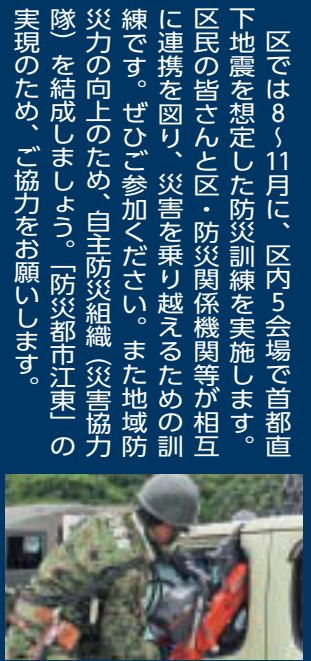 区では8〜11月に、区内5会場で首都直
下地震を想定した防災訓練を実施します。
区民の皆さんと区・防災関係機関等が相互
に連携を図り、災害を乗り越えるための訓
練です。ぜひご参加ください。また地域防
災力の向上のため、自主防災組織（災害協力
隊）を結成しましょう。「防災都市江東」の
実現のため、ご協力をお願いします。